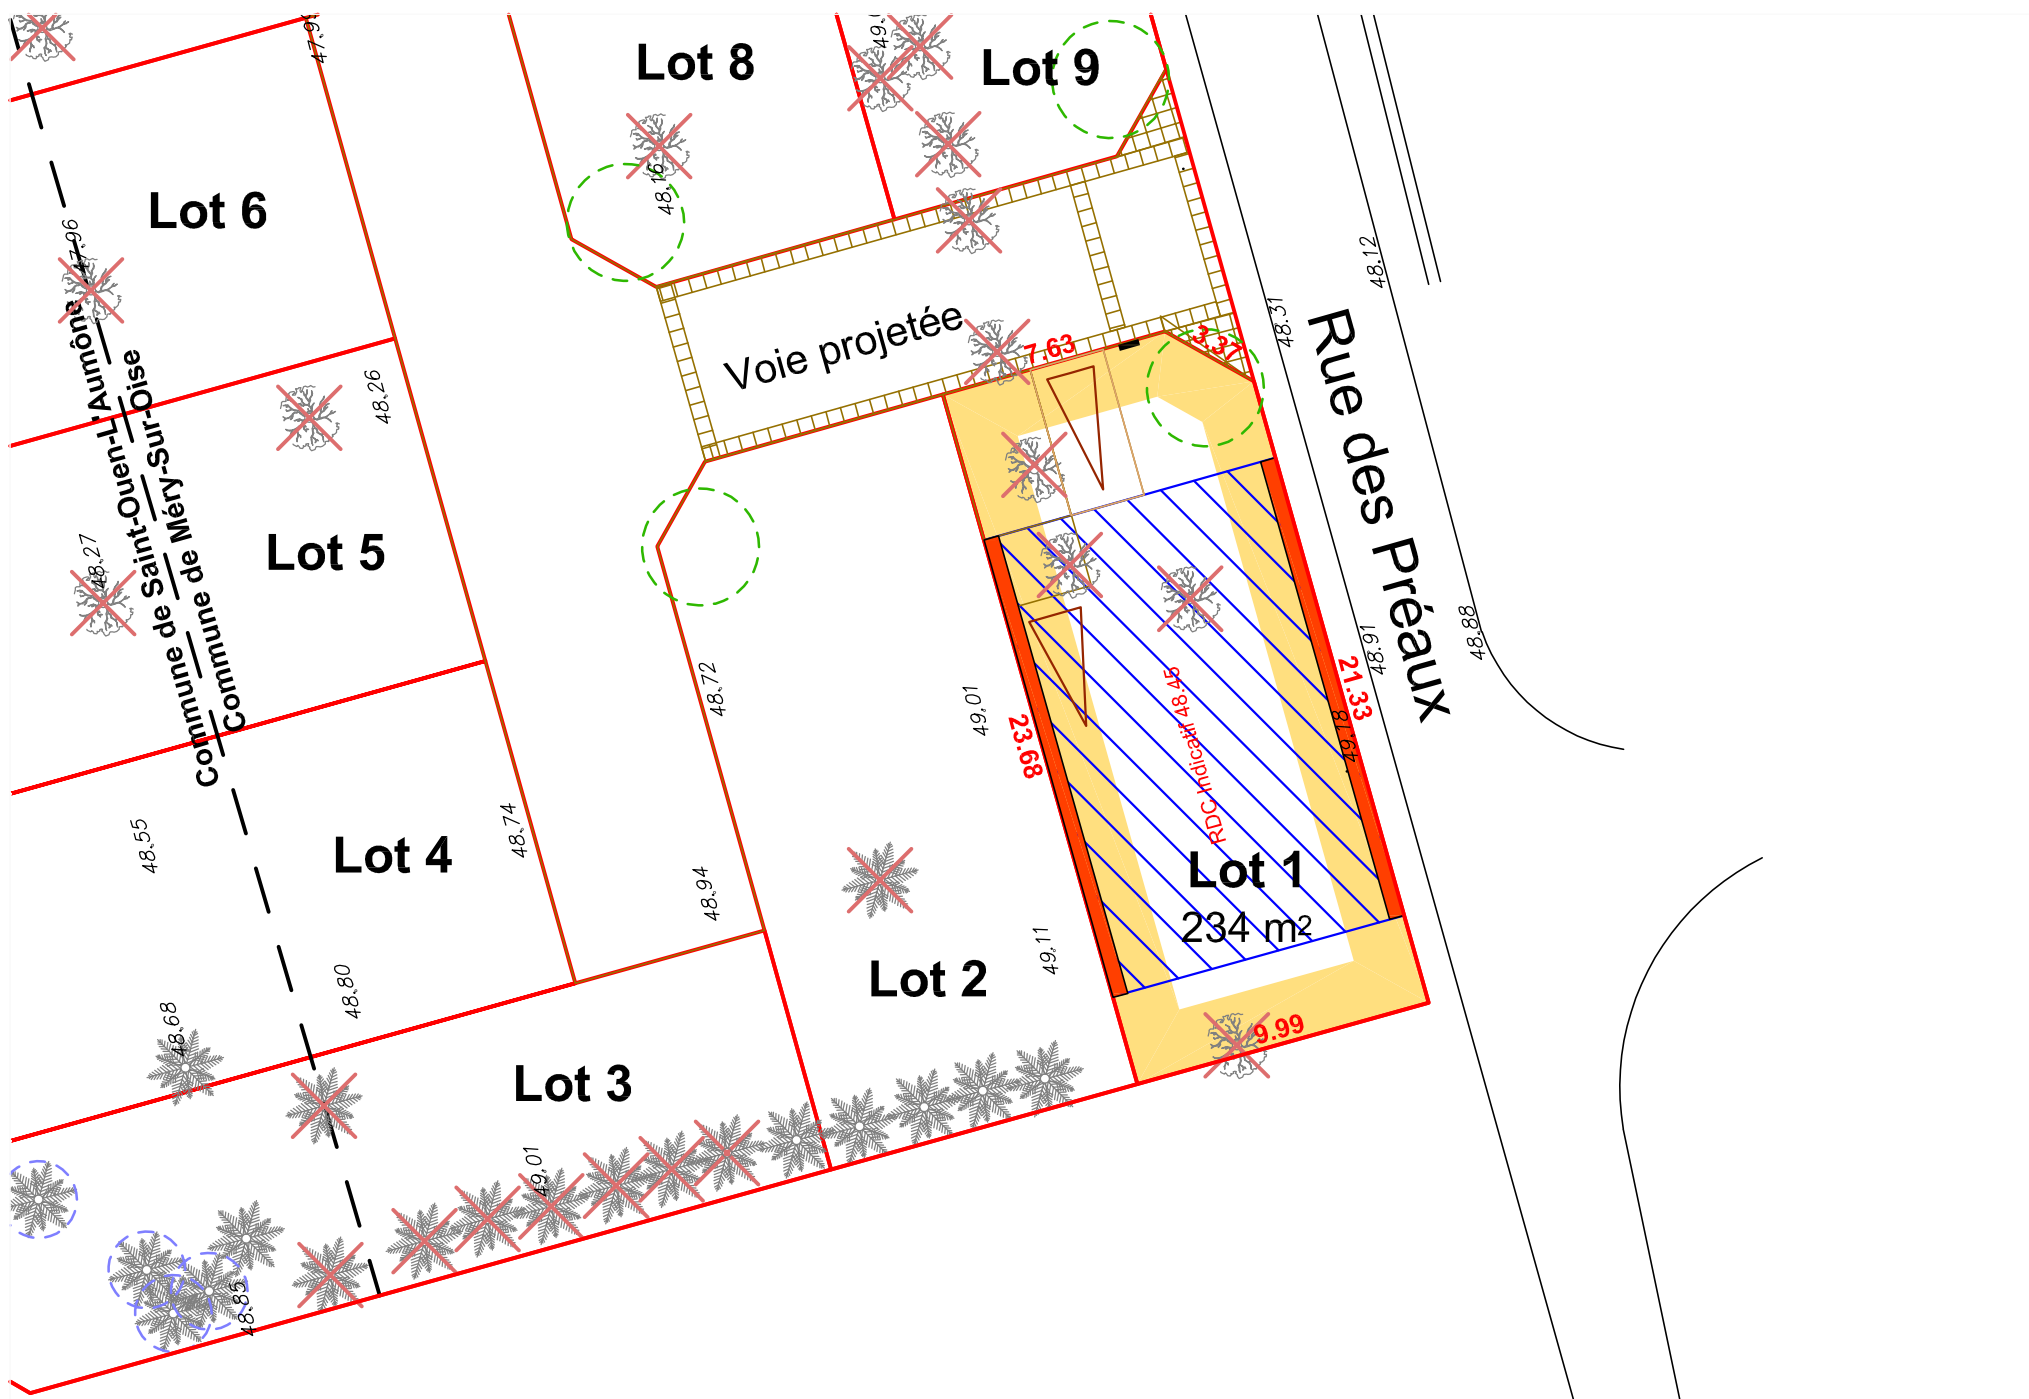 Lot 8
Lot 9
48.16
Lot 6
47.96
48.12
48.31
Voie projetée
7.63
3.37
Rue des Préaux
Commune de Saint-Ouen-L'Aumône
Commune de Méry-Sur-Oise
48.26
Lot 5
48.27
48.72
49.01
23.68
RDC Indicatif 48.45
21.33
49.18
48.91
48.88
48.55
Lot 4
48.74
48.94
Lot 1
234 m2
49.11
Lot 2
48.80
48.68
9.99
Lot 3
49.01
48.85